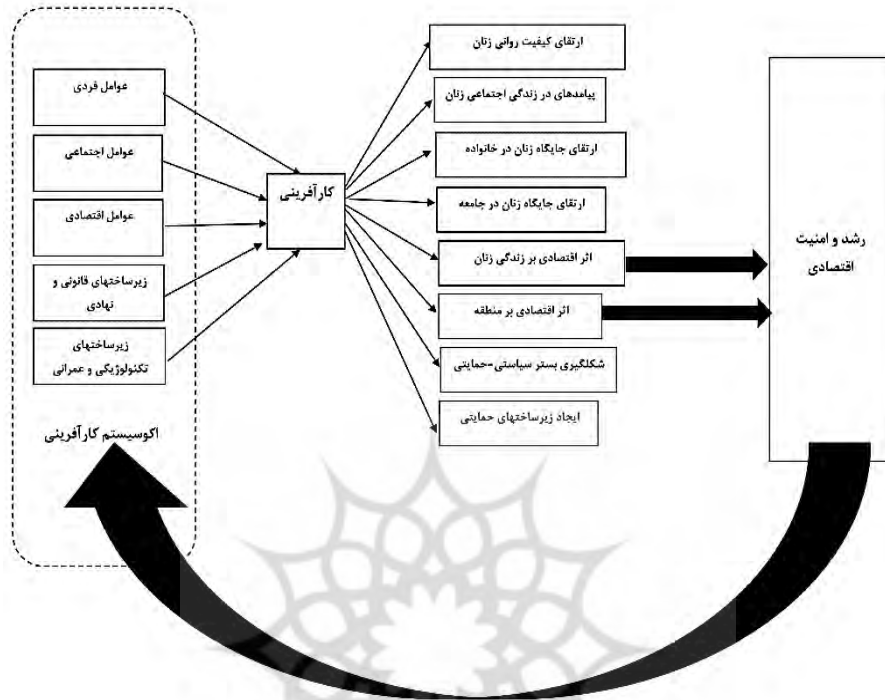 عوامل فردی
عوامل اجتماعی
عوامل اقتصادی
زیرساختهای قانونی و
نهادی
زیرساختهای
تکنولوژیکی و عمرانی
اکوسیستم کارآفرینی
کارآفرینی
ارتقای کیفیت روانی زنان
پیامدهای در زندگی اجتماعی زنان
ارتقای جایگاه زنان در خانواده
ارتقای جایگاه زنان در جامعه
اثر اقتصادی بر زندگی زنان
اثر اقتصادی بر منطقه
شکلگیری بستر سیاستی-حمایتی
ایجاد زیرساختهای حمایتی
رشد و امنیت
اقتصادی